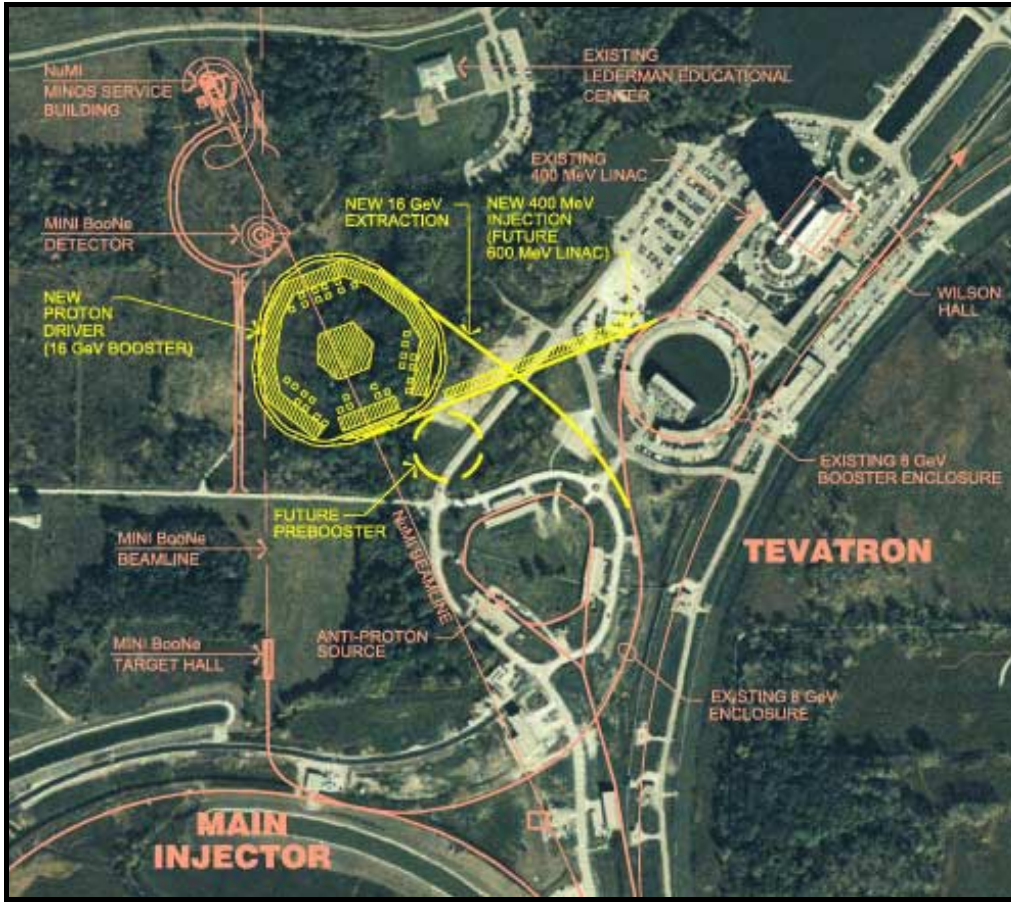 NuMI
MINOS SERVICE
BUILDING
EXISTING
LEDERMAN EDUCATIONAL
CENTER
EXISTING
400 MeV LINAC
NEW 16 GeV
EXTRACTION
NEW 400 MeV
INJECTION
(FUTURE
600 MeV LINAC)
MINI BooNe
DETECTOR
NEW
PROTON
DRIVER
(16 GeV BOOSTER)
WILSON
HALL
EXISTING 8 GeV
BOOSTER ENCLOSURE
FUTURE
PREBOOSTER
NuMI BEAMLINE
MINI BooNe
BEAMLINE
TEVATRON
ANTI-PROTON
SOURCE
MINI BooNe
TARGET HALL
EXISTING 8 GeV
ENCLOSURE
MAIN
INJECTOR